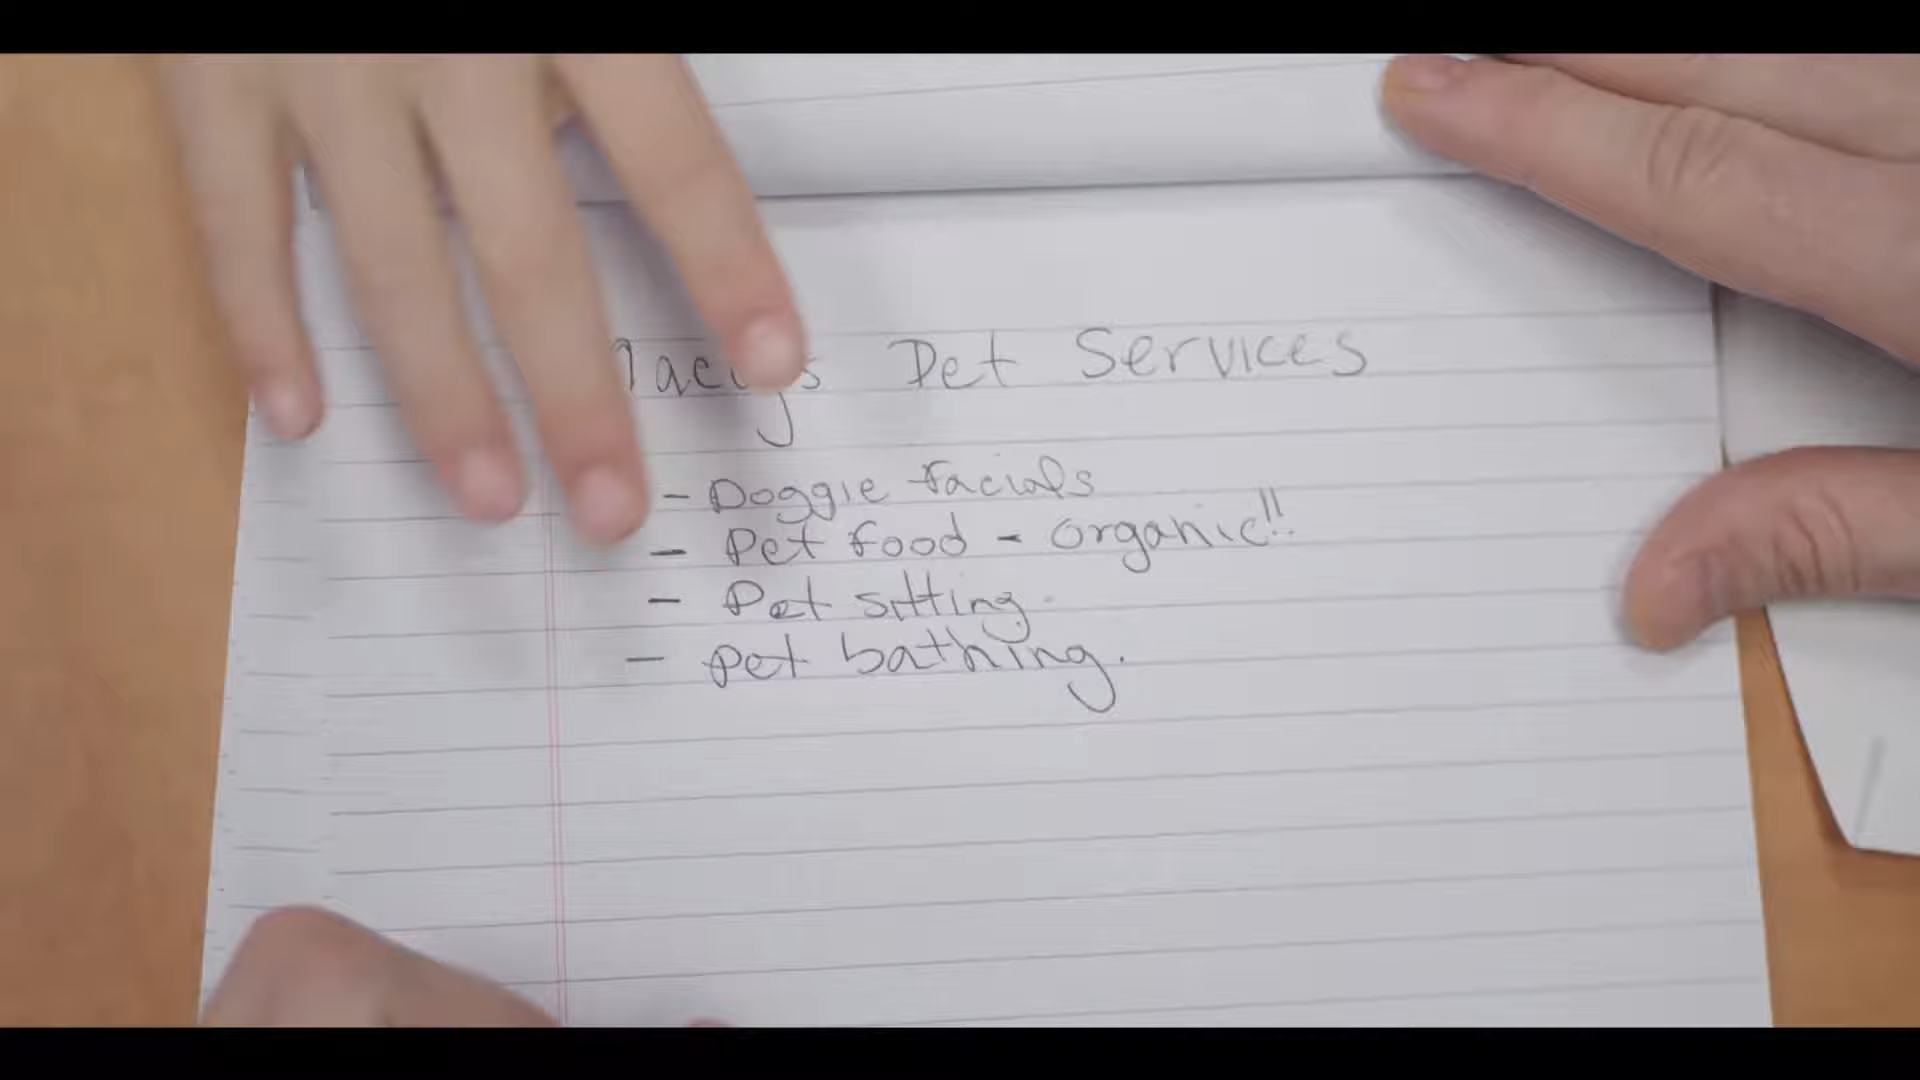 Pet Services
- Doggie facials
- Pet food - organic!!
- Pet sitting.
- pet bathing.